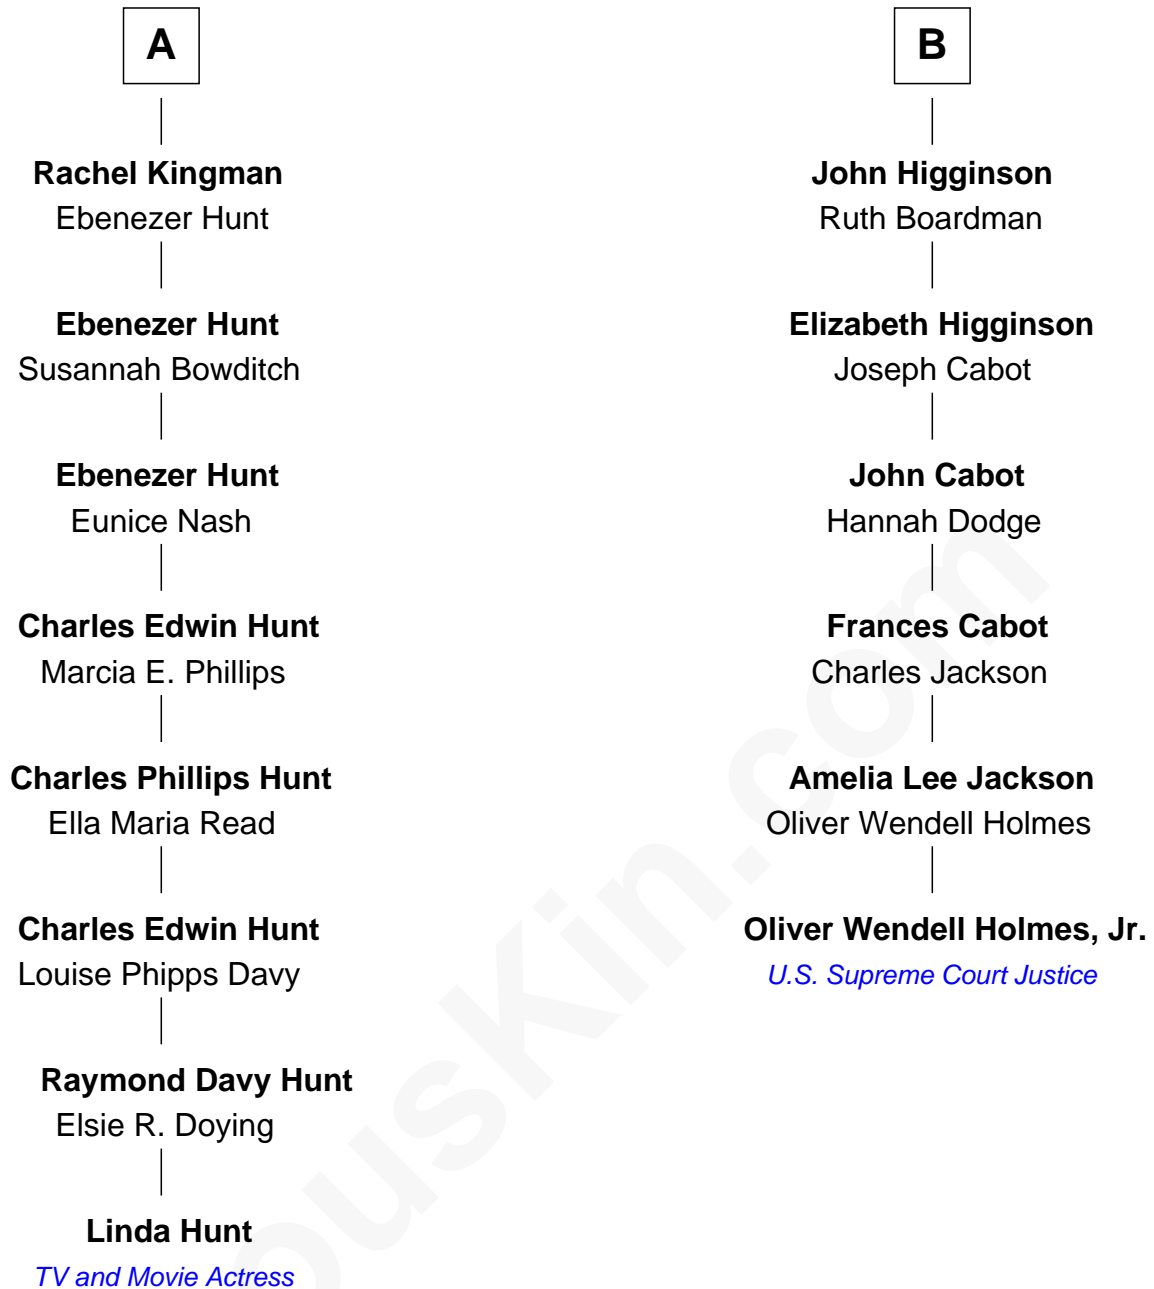 A
Rachel Kingman
Ebenezer Hunt
Ebenezer Hunt
Susannah Bowditch
Ebenezer Hunt
Eunice Nash
Charles Edwin Hunt
Marcia E. Phillips
Charles Phillips Hunt
Ella Maria Read
Charles Edwin Hunt
Louise Phipps Davy
Raymond Davy Hunt
Elsie R. Doying
Linda Hunt
TV and Movie Actress
B
John Higginson
Ruth Boardman
Elizabeth Higginson
Joseph Cabot
John Cabot
Hannah Dodge
Frances Cabot
Charles Jackson
Amelia Lee Jackson
Oliver Wendell Holmes
Oliver Wendell Holmes, Jr.
U.S. Supreme Court Justice
ousKin.com